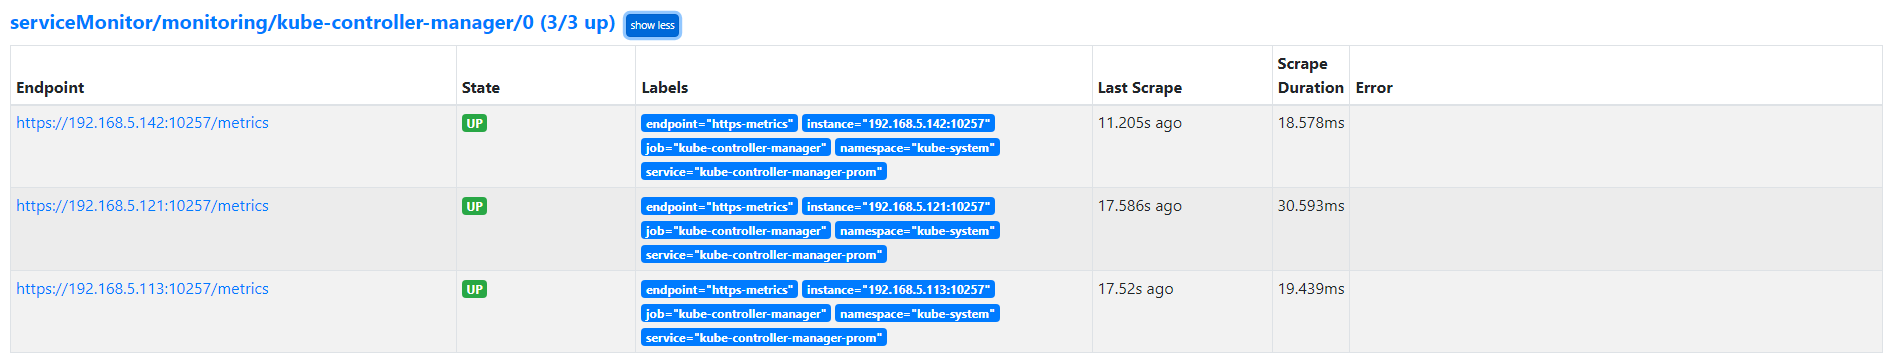 serviceMonitor/monitoring/kube-controller-manager/0 (3/3 up) show less
Endpoint State Labels Last Scrape Scrape Duration Error
https://192.168.5.142:10257/metrics UP endpoint="https-metrics" instance="192.168.5.142:10257" 11.205s ago 18.578ms
job="kube-controller-manager" namespace="kube-system"
service="kube-controller-manager-prom"
https://192.168.5.121:10257/metrics UP endpoint="https-metrics" instance="192.168.5.121:10257" 17.586s ago 30.593ms
job="kube-controller-manager" namespace="kube-system"
service="kube-controller-manager-prom"
https://192.168.5.113:10257/metrics UP endpoint="https-metrics" instance="192.168.5.113:10257" 17.52s ago 19.439ms
job="kube-controller-manager" namespace="kube-system"
service="kube-controller-manager-prom"